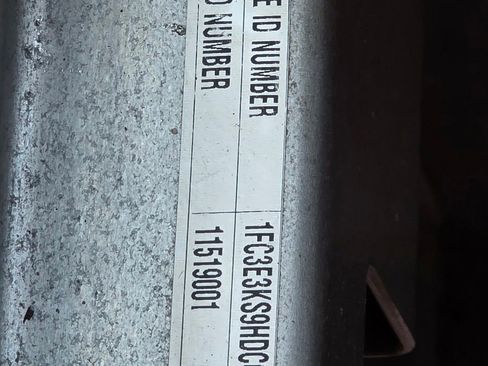 E ID NUMBER 1FC3E3KS9HDC
D NUMBER 11519001